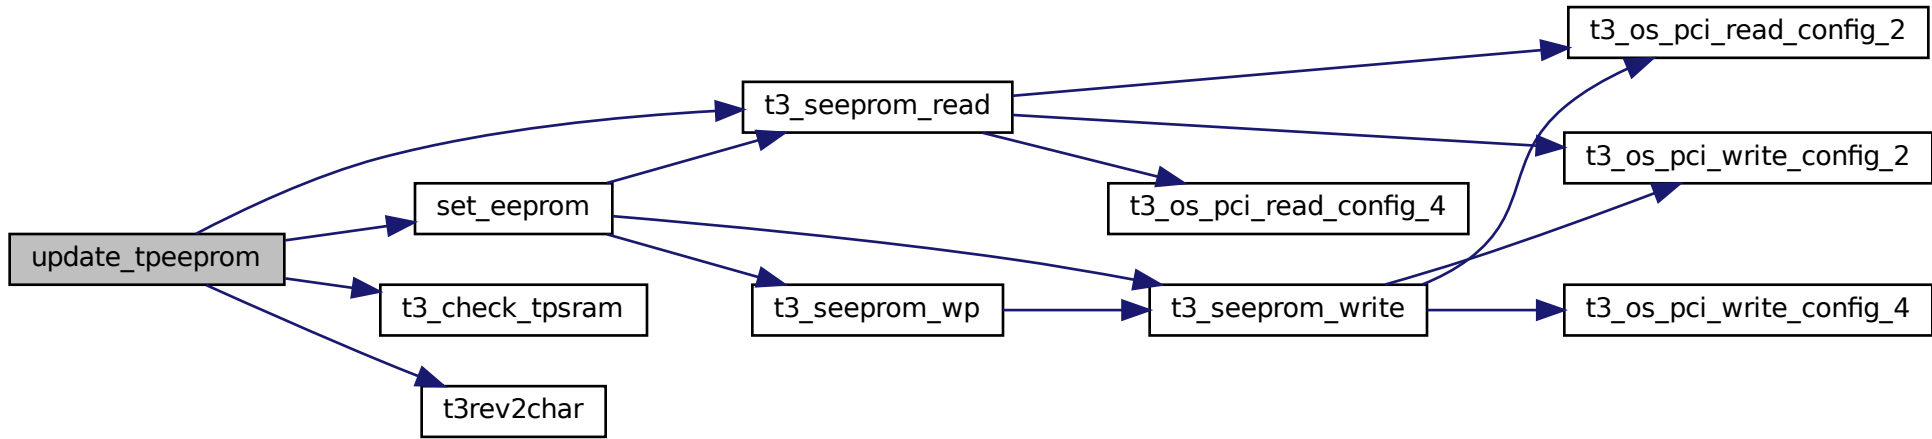 update_tpeeprom
t3_seeprom_read
set_eeprom
t3_check_tpsram
t3rev2char
t3_seeprom_wp
t3_os_pci_read_config_4
t3_seeprom_write
t3_os_pci_read_config_2
t3_os_pci_write_config_2
t3_os_pci_write_config_4